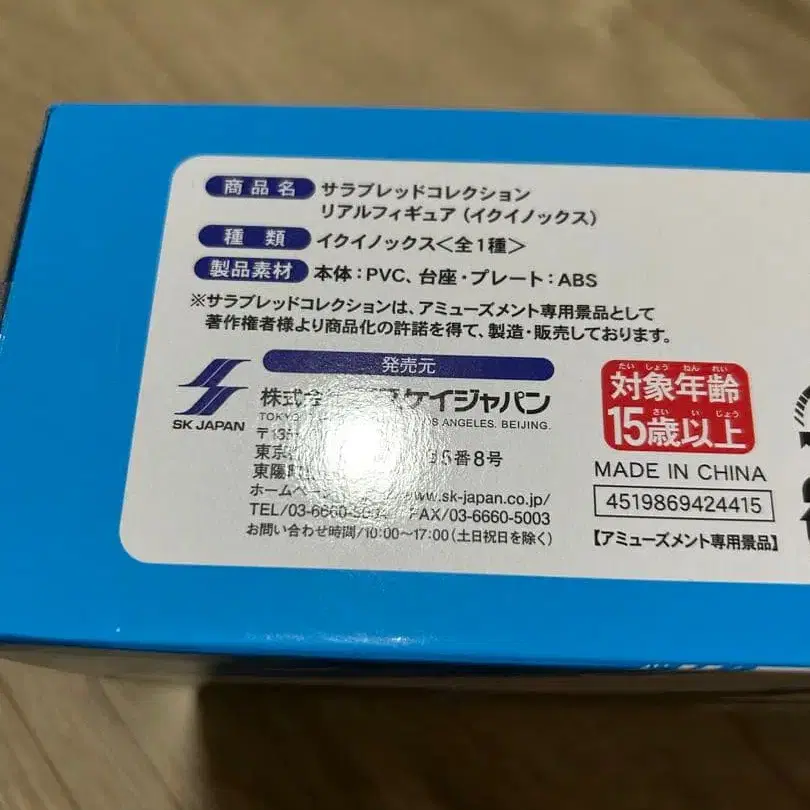 商品名 サラブレッドコレクション
リアルフィギュア(イクイノックス)
種類 イクイノックス<全1種>
製品素材 本体:PVC、台座・プレート:ABS
※サラブレッドコレクションは、アミューズメント専用景品として
著作権者様より商品化の許諾を得て、製造・販売しております。
発売元
SK JAPAN
株式会 ケイジャパン
TOKYO OS ANGELES. BEIJING.
〒135
東京 5番8号
東陽町
ホームペー www.sk-japan.co.jp/
TEL/03-6660-5004 FAX/03-6660-5003
お問い合わせ時間/10:00~17:00(土日祝日を除く)
たいしょうねんれい
対象年齢
さいいじょう
15歳以上
MADE IN CHINA
4519869424415
【アミューズメント専用景品】